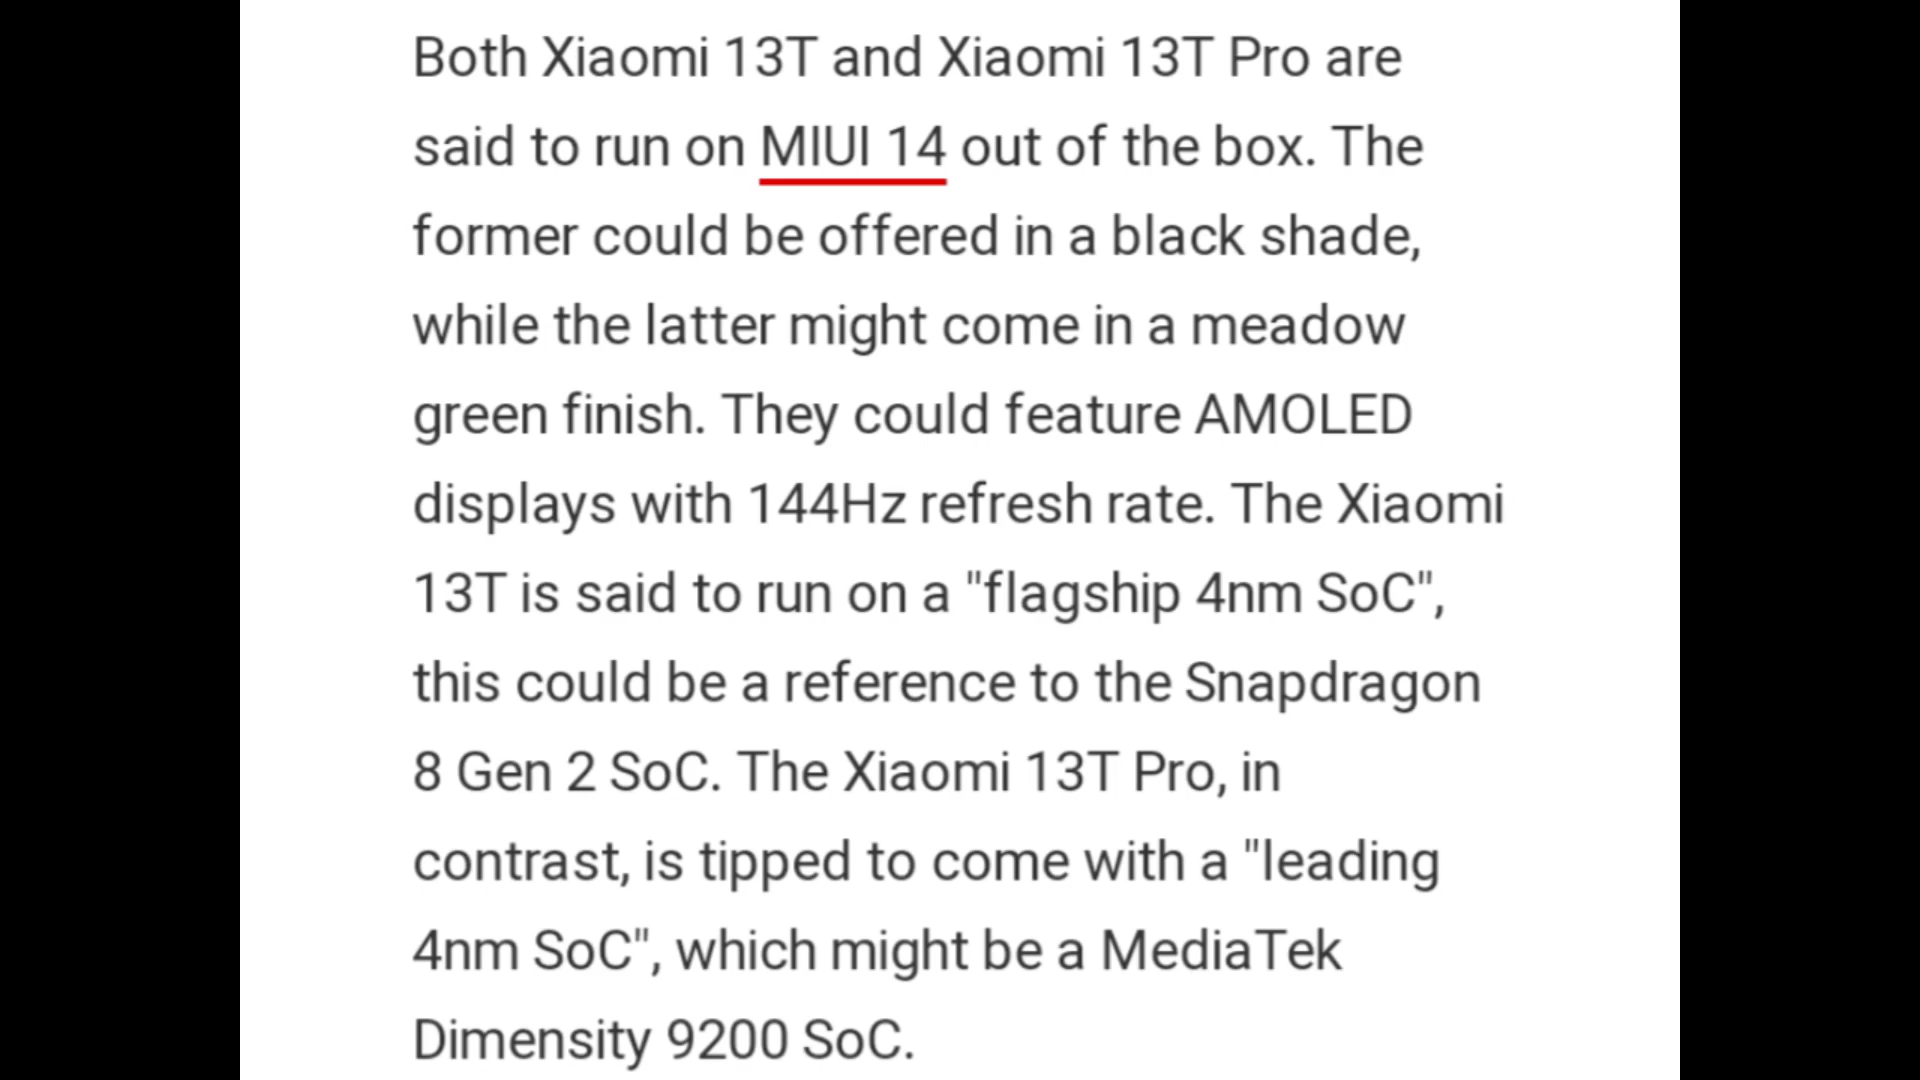 Both Xiaomi 13T and Xiaomi 13T Pro are
said to run on MIUI 14 out of the box. The
former could be offered in a black shade,
while the latter might come in a meadow
green finish. They could feature AMOLED
displays with 144Hz refresh rate. The Xiaomi
13T is said to run on a "flagship 4nm SoC",
this could be a reference to the Snapdragon
8 Gen 2 SoC. The Xiaomi 13T Pro, in
contrast, is tipped to come with a "leading
4nm SoC", which might be a MediaTek
Dimensity 9200 SoC.